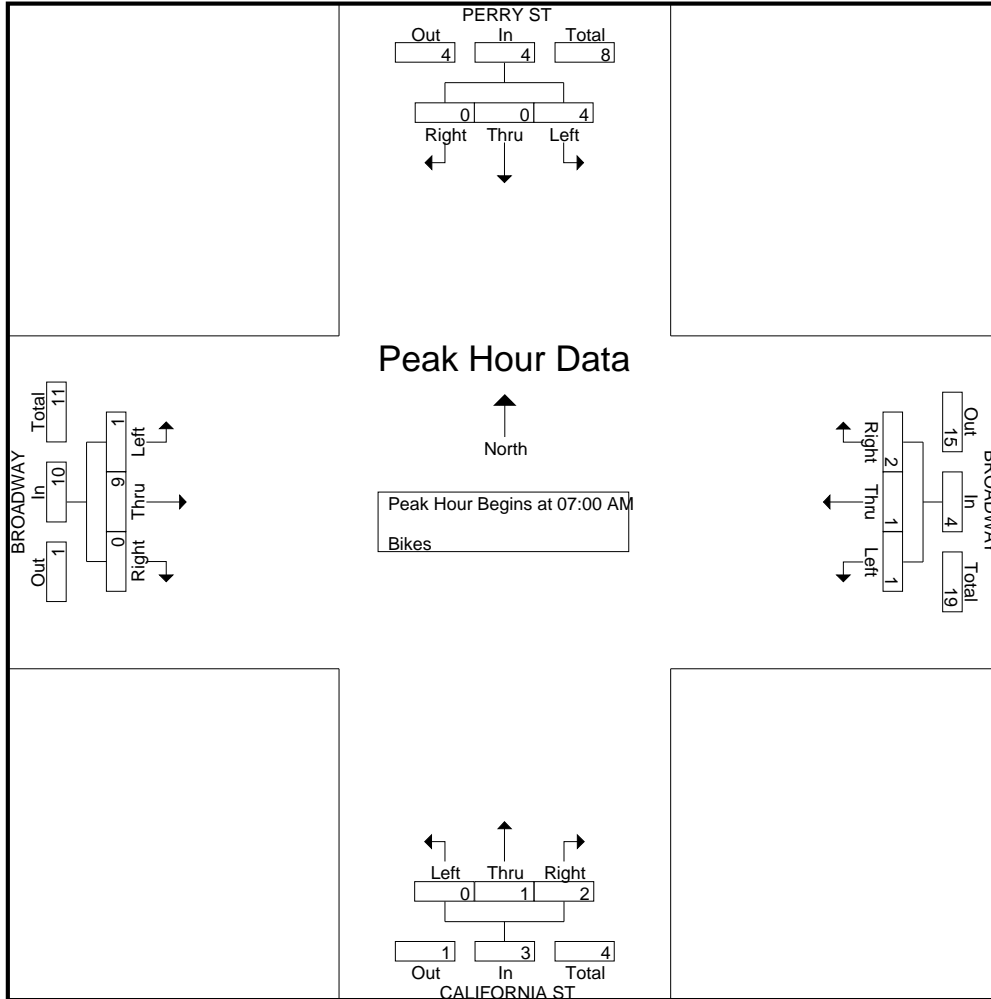 PERRY ST
Out In Total
4 4 8
0 0 4
Right Thru Left
Peak Hour Data
North
Peak Hour Begins at 07:00 AM
Bikes
BROADWAY
Total In Out
11 10 1
1 9 0
Left Thru Right
Right Thru Left
2 1 1
Out In Total
15 4 19
BROADWAY
Left Thru Right
0 1 2
1 3 4
Out In Total
CALIFORNIA ST